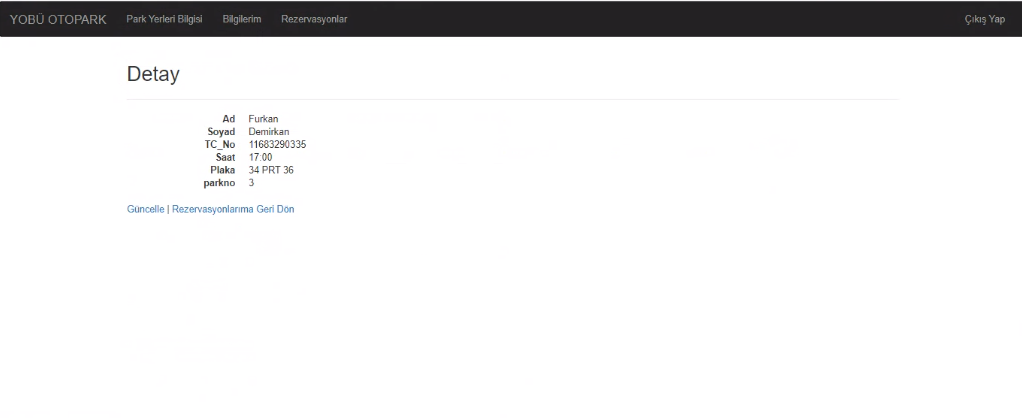 YOBÜ OTOPARK Park Yerleri Bilgisi Bilgilerim Rezervasyonlar Çıkış Yap
Detay
Ad Furkan
Soyad Demirkan
TC_No 11683290335
Saat 17:00
Plaka 34 PRT 36
parkno 3
Güncelle | Rezervasyonlarıma Geri Dön